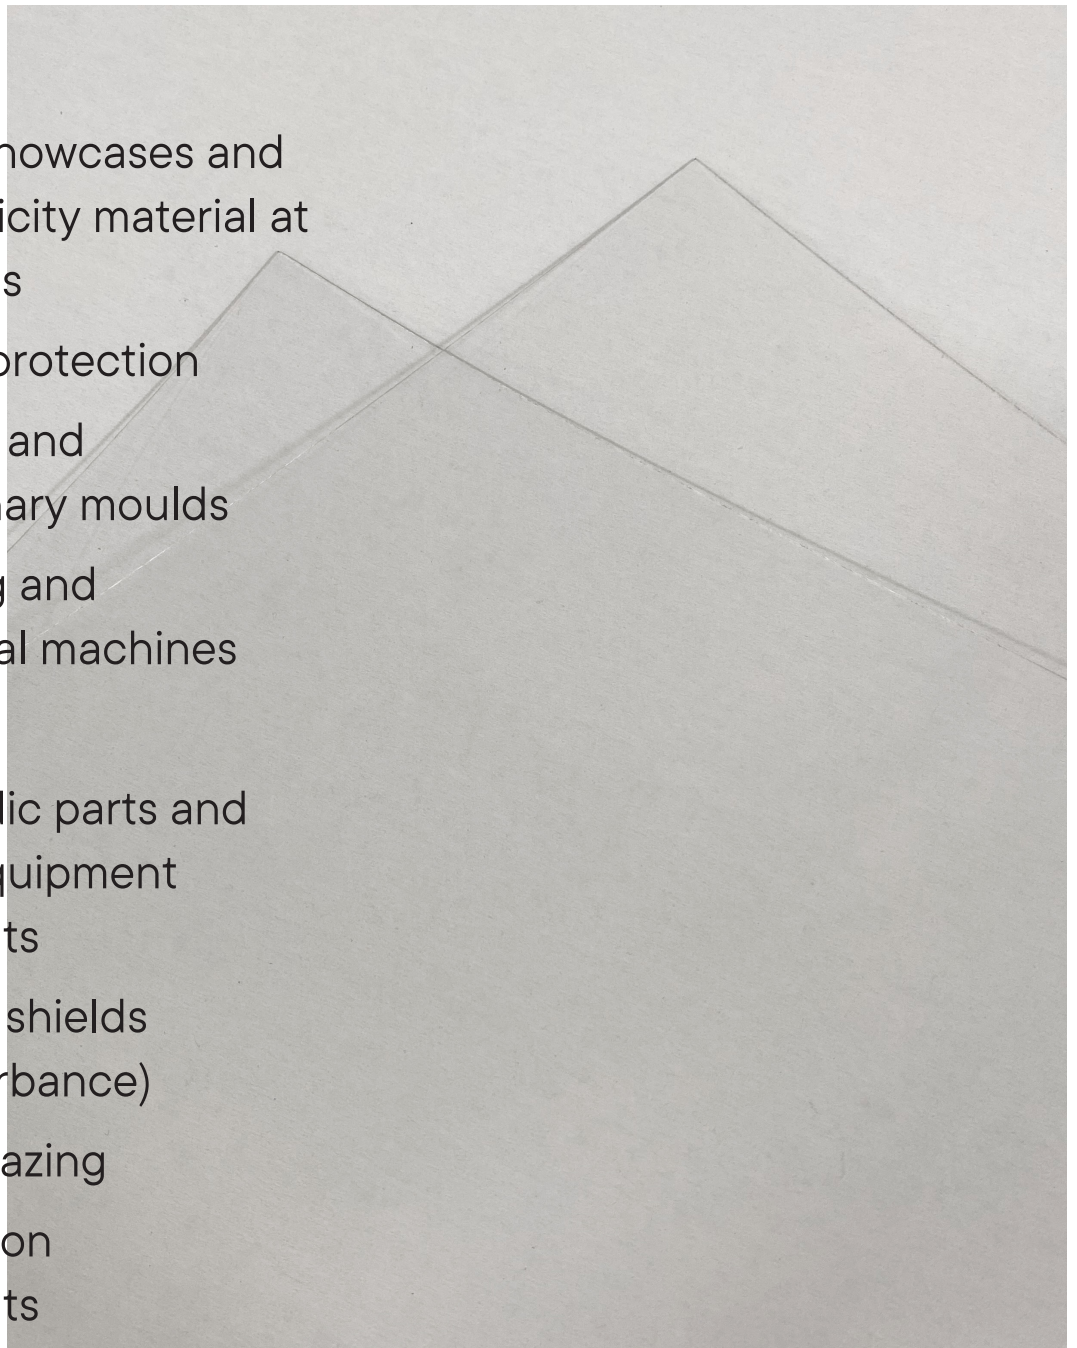 howcases and
icity material at
s
protection
and
ary moulds
g and
al machines
lic parts and
quipment
ts
shields
rbance)
azing
on
ts